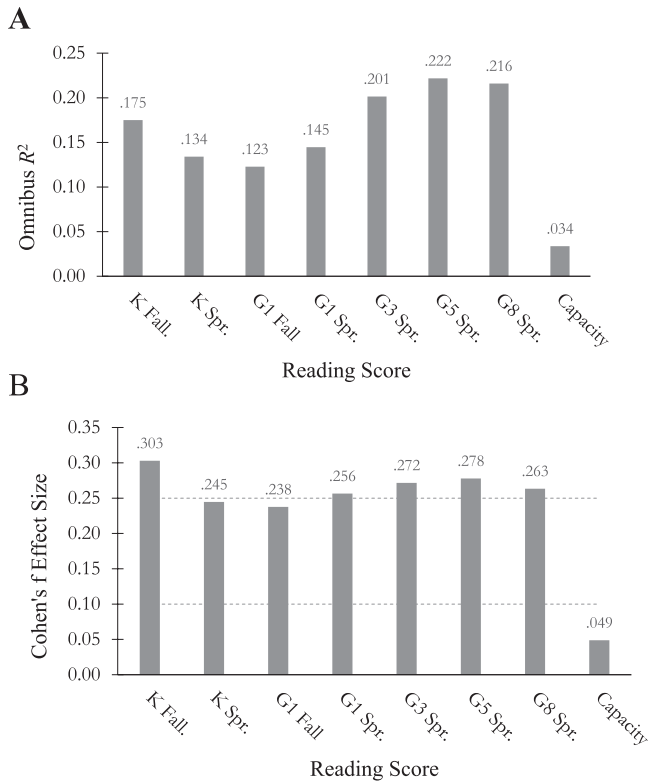 A
0.25
0.20
0.15
0.10
0.05
0.00
Omnibus R²
.175
.134
.123
.145
.201
.222
.216
.034
K Fall.
K Spr.
G1 Fall
G1 Spr.
G3 Spr.
G5 Spr.
G8 Spr.
Capacity
Reading Score
B
0.35
0.30
0.25
0.20
0.15
0.10
0.05
0.00
Cohen's f Effect Size
.303
.245
.238
.256
.272
.278
.263
.049
K Fall.
K Spr.
G1 Fall
G1 Spr.
G3 Spr.
G5 Spr.
G8 Spr.
Capacity
Reading Score